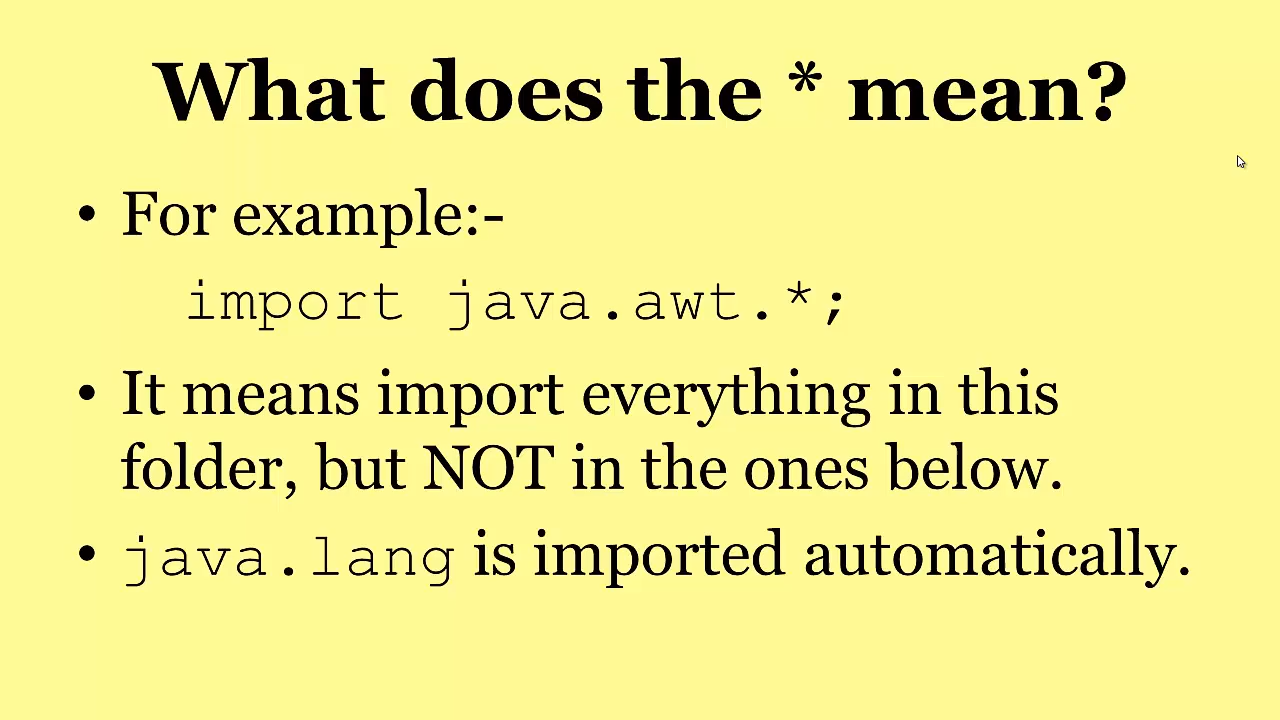 What does the * mean?
• For example:-
import java.awt.*;
• It means import everything in this
folder, but NOT in the ones below.
• java.lang is imported automatically.